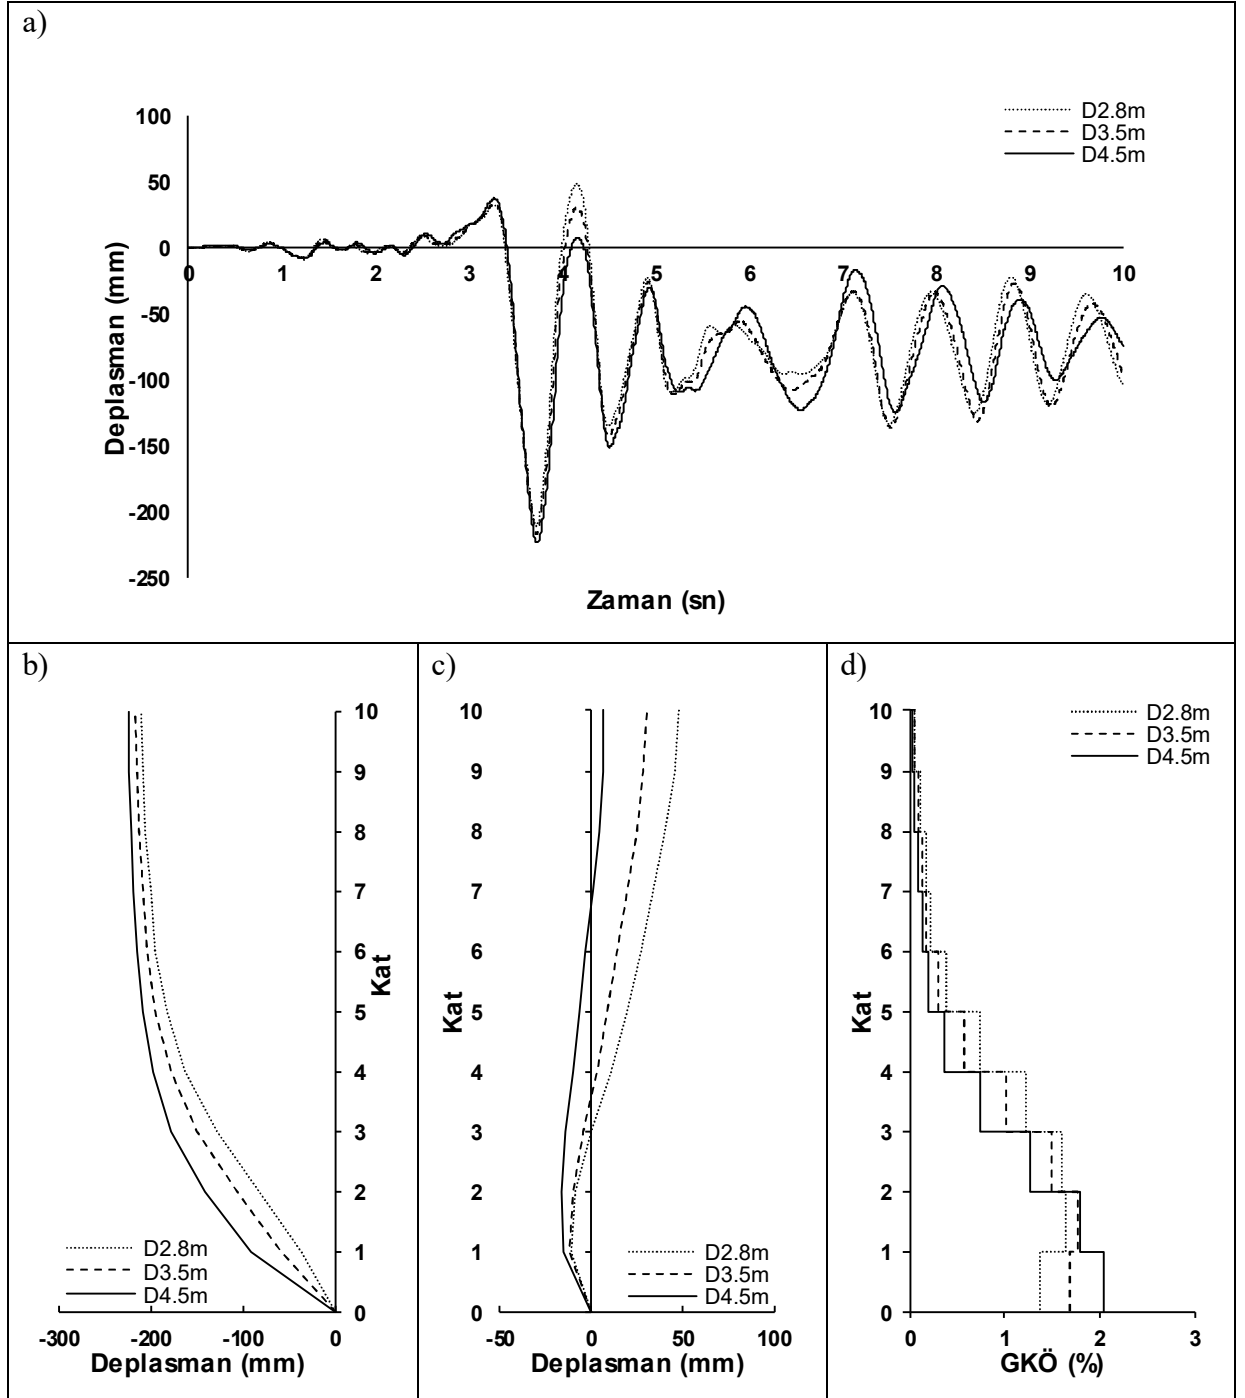 a)
100
50
0
-50
-100
-150
-200
-250
Deplasman (mm)
0 1 2 3 4 5 6 7 8 9 10
Zaman (sn)
D2.8m
D3.5m
D4.5m
b)
10
9
8
7
6
5
4
3
2
1
0
Kat
D2.8m
D3.5m
D4.5m
-300 -200 -100 0
Deplasman (mm)
c)
10
9
8
7
6
5
4
3
2
1
0
Kat
D2.8m
D3.5m
D4.5m
-50 0 50 100
Deplasman (mm)
d)
D2.8m
D3.5m
D4.5m
10
9
8
7
6
5
4
3
2
1
0
Kat
0 1 2 3
GKÖ (%)